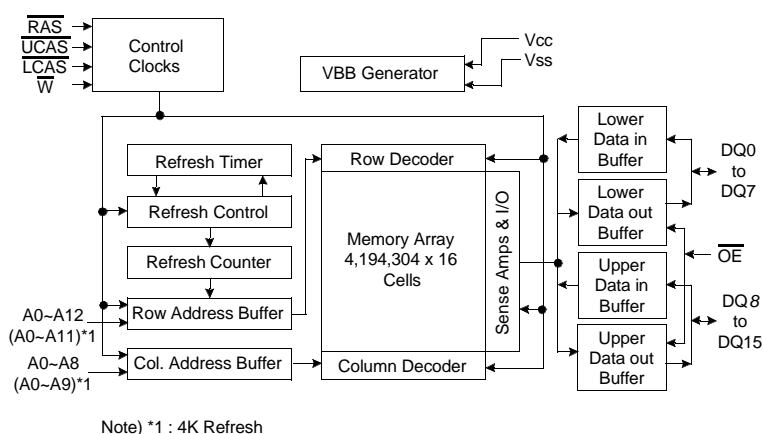 RAS
UCAS
LCAS
W
Control
Clocks
VBB Generator
Vcc
Vss
Refresh Timer
Refresh Control
Refresh Counter
Row Address Buffer
Col. Address Buffer
A0~A12
(A0~A11)*1
A0~A8
(A0~A9)*1
Row Decoder
Memory Array
4,194,304 x 16
Cells
Sense Amps & I/O
Column Decoder
Lower
Data in
Buffer
Lower
Data out
Buffer
Upper
Data in
Buffer
Upper
Data out
Buffer
DQ0
to
DQ7
OE
DQ8
to
DQ15
Note) *1 : 4K Refresh